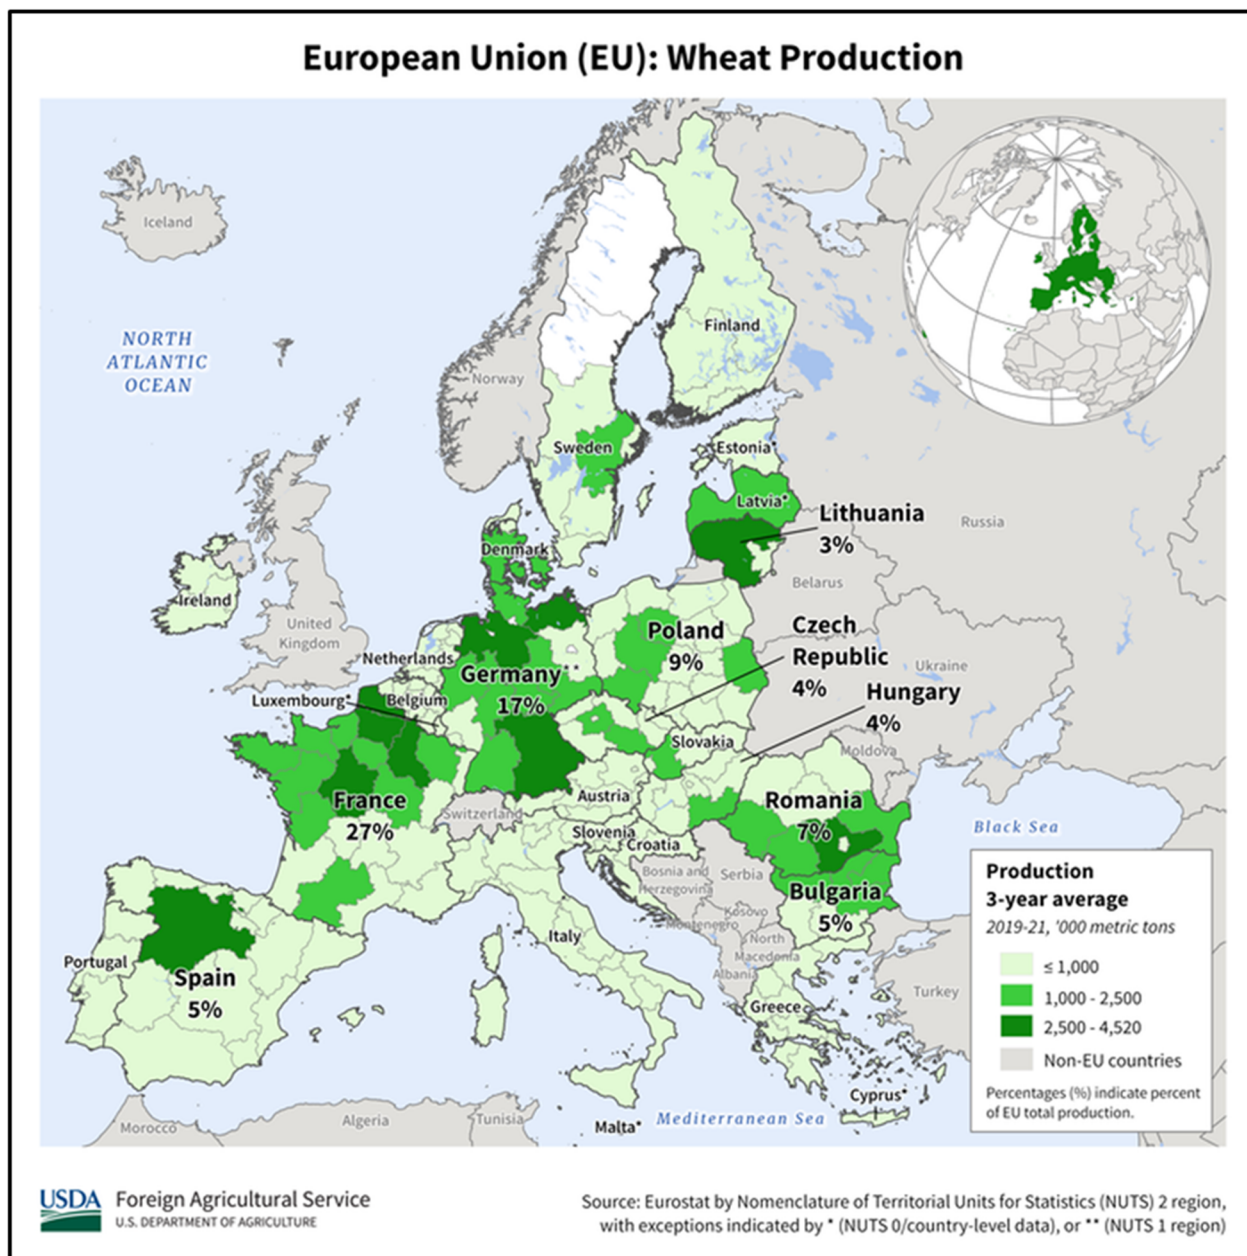 European Union (EU): Wheat Production
Iceland
NORTH
ATLANTIC
OCEAN
Norway
Finland
Sweden
Estonia*
Latvia*
Lithuania
3%
Russia
Denmark
Belarus
Ireland
United
Kingdom
Netherlands
Poland
9%
Czech
Republic
4%
Ukraine
Germany**
17%
Luxembourg*
Belgium
Hungary
4%
Slovakia
Moldova
France
27%
Switzerland
Austria
Romania
7%
Slovenia
Croatia
Black Sea
Bosnia and
Herzegovina
Serbia
Bulgaria
5%
Kosovo
Montenegro
North
Macedonia
Albania
Italy
Portugal
Spain
5%
Greece
Turkey
Cyprus*
Malta*
Mediterranean Sea
Morocco
Algeria
Tunisia
Production
3-year average
2019-21, '000 metric tons
≤ 1,000
1,000 - 2,500
2,500 - 4,520
Non-EU countries
Percentages (%) indicate percent
of EU total production.
USDA
Foreign Agricultural Service
U.S. DEPARTMENT OF AGRICULTURE
Source: Eurostat by Nomenclature of Territorial Units for Statistics (NUTS) 2 region,
with exceptions indicated by * (NUTS 0/country-level data), or ** (NUTS 1 region)